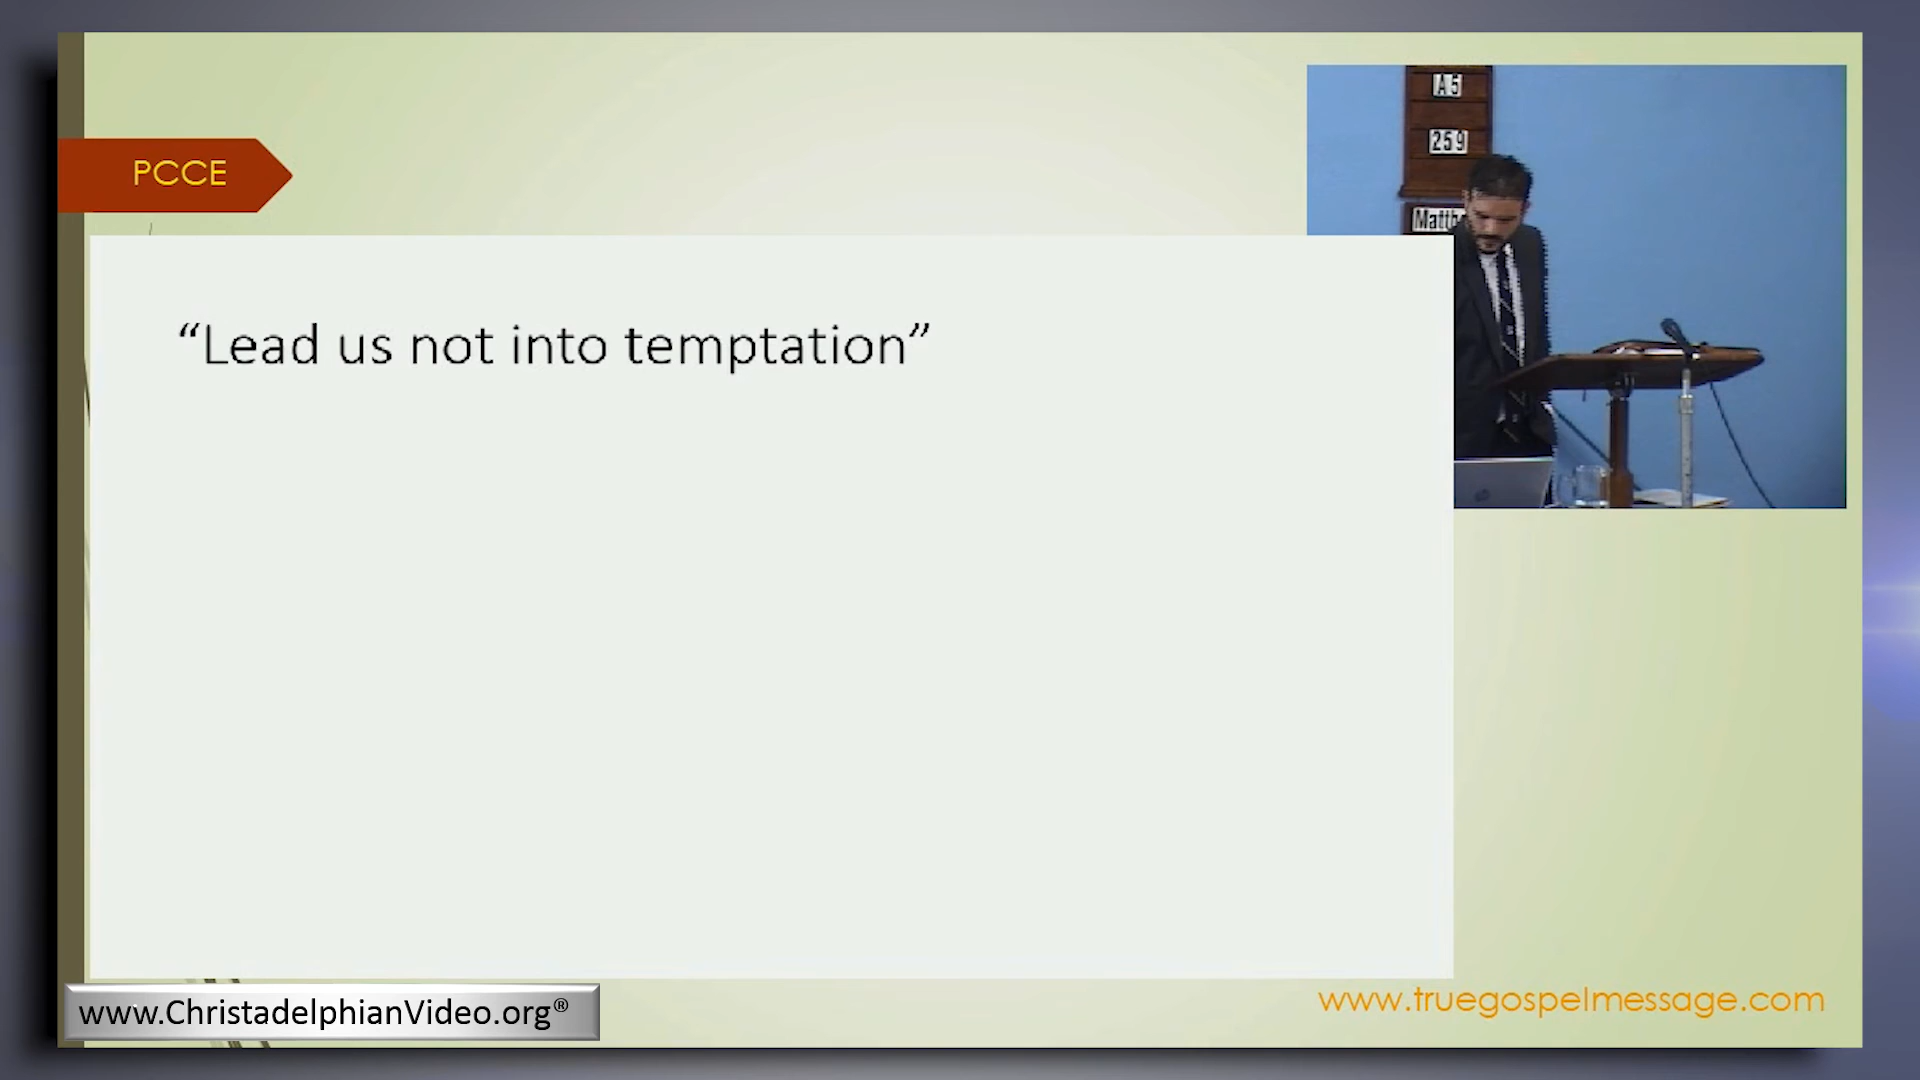 PCCE
A5
259
“Lead us not into temptation”
www.ChristadelphianVideo.org®
www.truegospelmessage.com